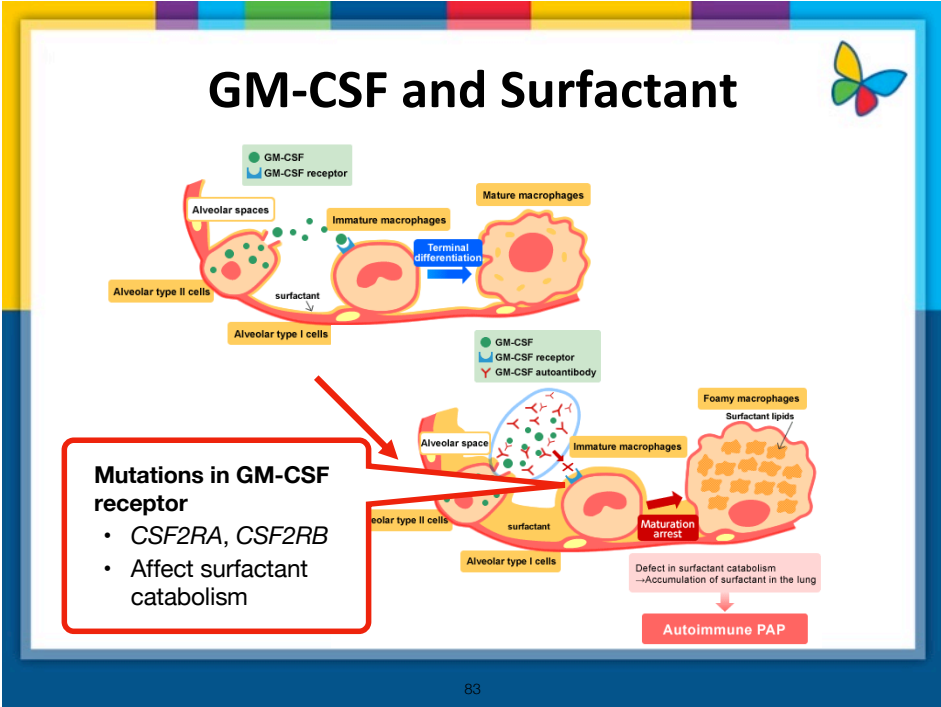 GM-CSF and Surfactant
GM-CSF
GM-CSF receptor
Mature macrophages
Alveolar spaces
Immature macrophages
Terminal
differentiation
Alveolar type II cells
surfactant
Alveolar type I cells
GM-CSF
GM-CSF receptor
GM-CSF autoantibody
Foamy macrophages
Surfactant lipids
Alveolar space
Immature macrophages
Mutations in GM-CSF
receptor
• CSF2RA, CSF2RB
• Affect surfactant
catabolism
eolar type II cells
surfactant
Maturation
arrest
Alveolar type I cells
Defect in surfactant catabolism
→Accumulation of surfactant in the lung
Autoimmune PAP
83